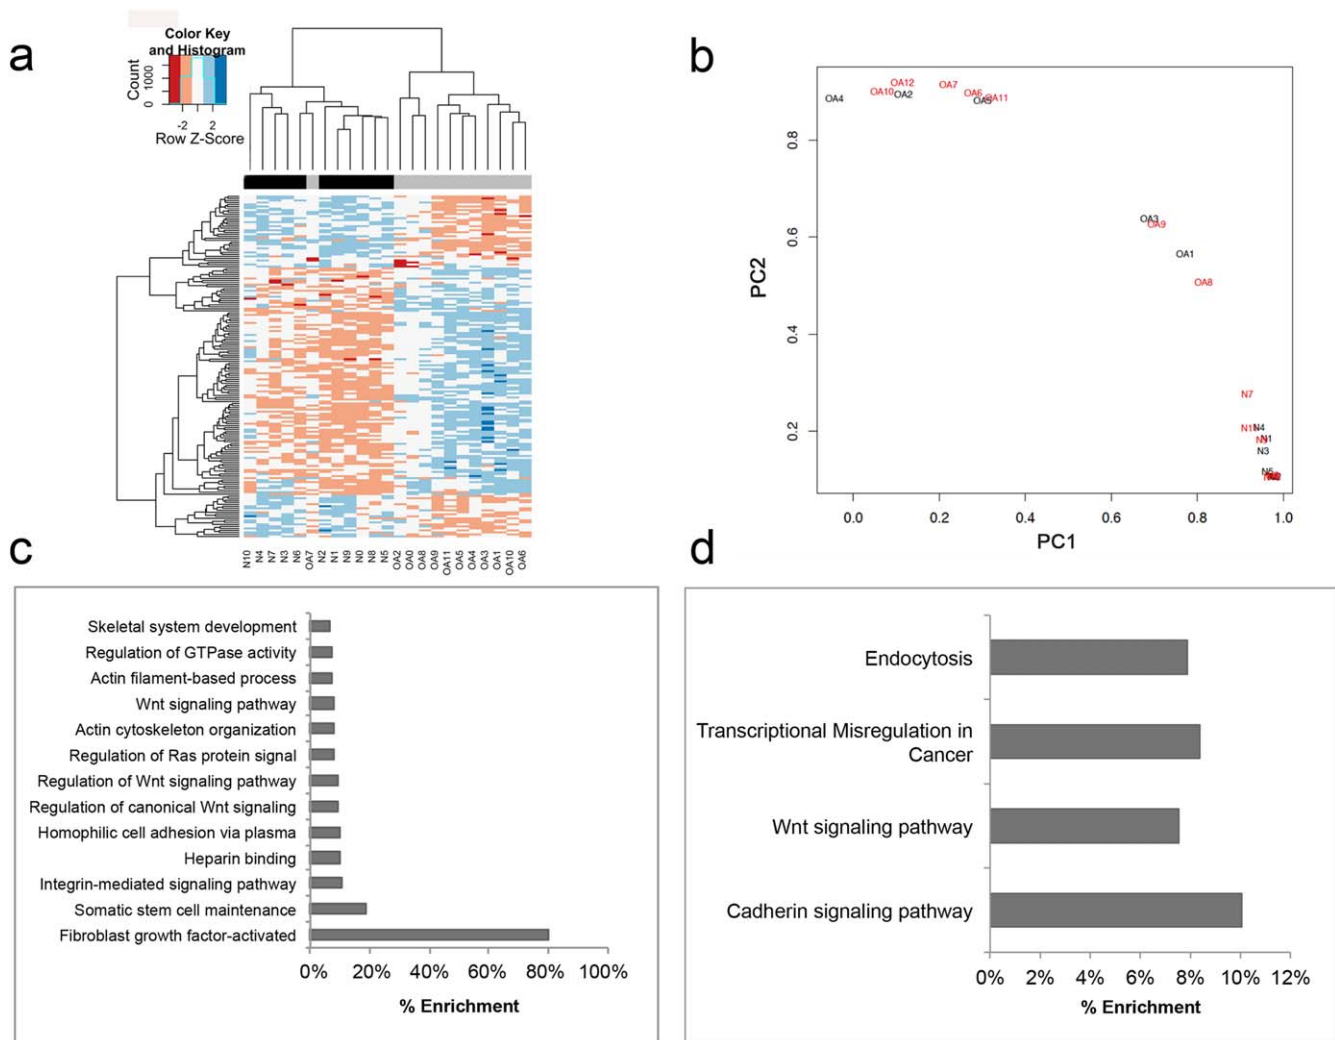 a
Color Key
and Histogram
Count
0
1000
-2
2
Row Z-Score
N10
N4
N7
N3
N6
OA7
N2
N1
N9
N0
N8
N5
OA2
OA0
OA8
OA9
OA11
OA5
OA4
OA3
OA1
OA10
OA6
b
PC2
0.8
0.6
0.4
0.2
OA4
OA10
OA12
OA2
OA7
OA6
OA5
OA11
OA3
OA9
OA1
OA8
N7
N4
N1
N3
N5
0.0
0.2
0.4
0.6
0.8
1.0
PC1
c
Skeletal system development
Regulation of GTPase activity
Actin filament-based process
Wnt signaling pathway
Actin cytoskeleton organization
Regulation of Ras protein signal
Regulation of Wnt signaling pathway
Regulation of canonical Wnt signaling
Homophilic cell adhesion via plasma
Heparin binding
Integrin-mediated signaling pathway
Somatic stem cell maintenance
Fibroblast growth factor-activated
0%
20%
40%
60%
80%
100%
% Enrichment
d
Endocytosis
Transcriptional Misregulation in
Cancer
Wnt signaling pathway
Cadherin signaling pathway
0%
2%
4%
6%
8%
10%
12%
% Enrichment